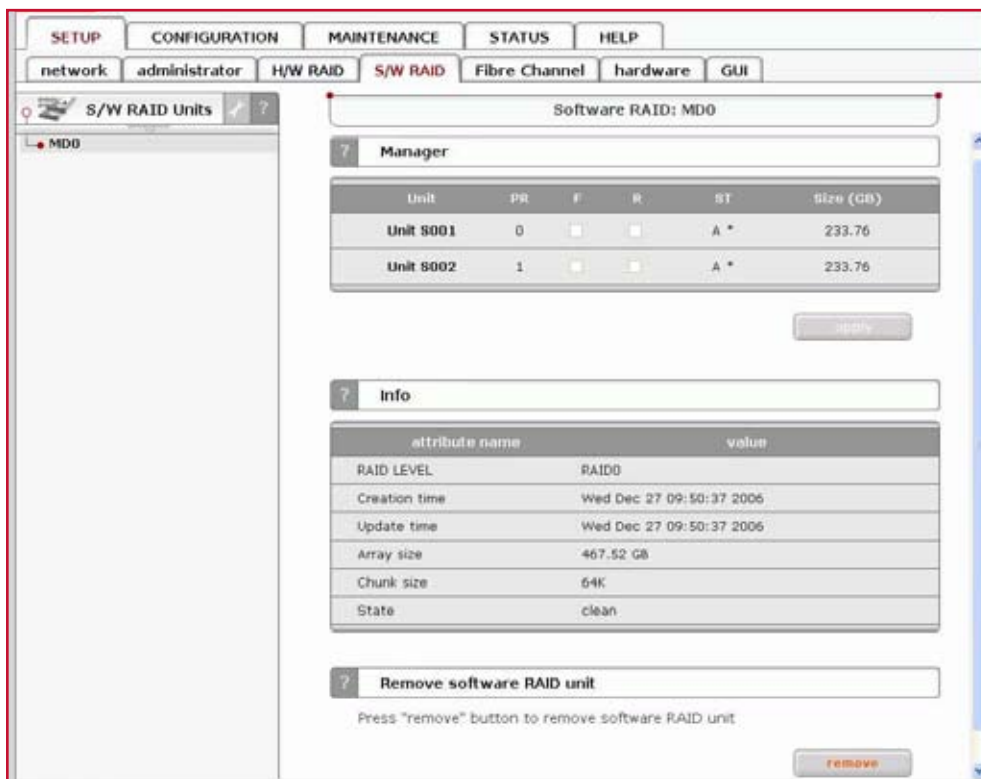 SETUP CONFIGURATION MAINTENANCE STATUS HELP
network administrator H/W RAID S/W RAID Fibre Channel hardware GUI
S/W RAID Units ?
MD0
Software RAID: MD0
? Manager
Unit PR F R ST Size (GB)
Unit S001 0 A * 233.76
Unit S002 1 A * 233.76
apply
? Info
attribute name value
RAID LEVEL RAID0
Creation time Wed Dec 27 09:50:37 2006
Update time Wed Dec 27 09:50:37 2006
Array size 467.52 GB
Chunk size 64K
State clean
? Remove software RAID unit
Press "remove" button to remove software RAID unit
remove